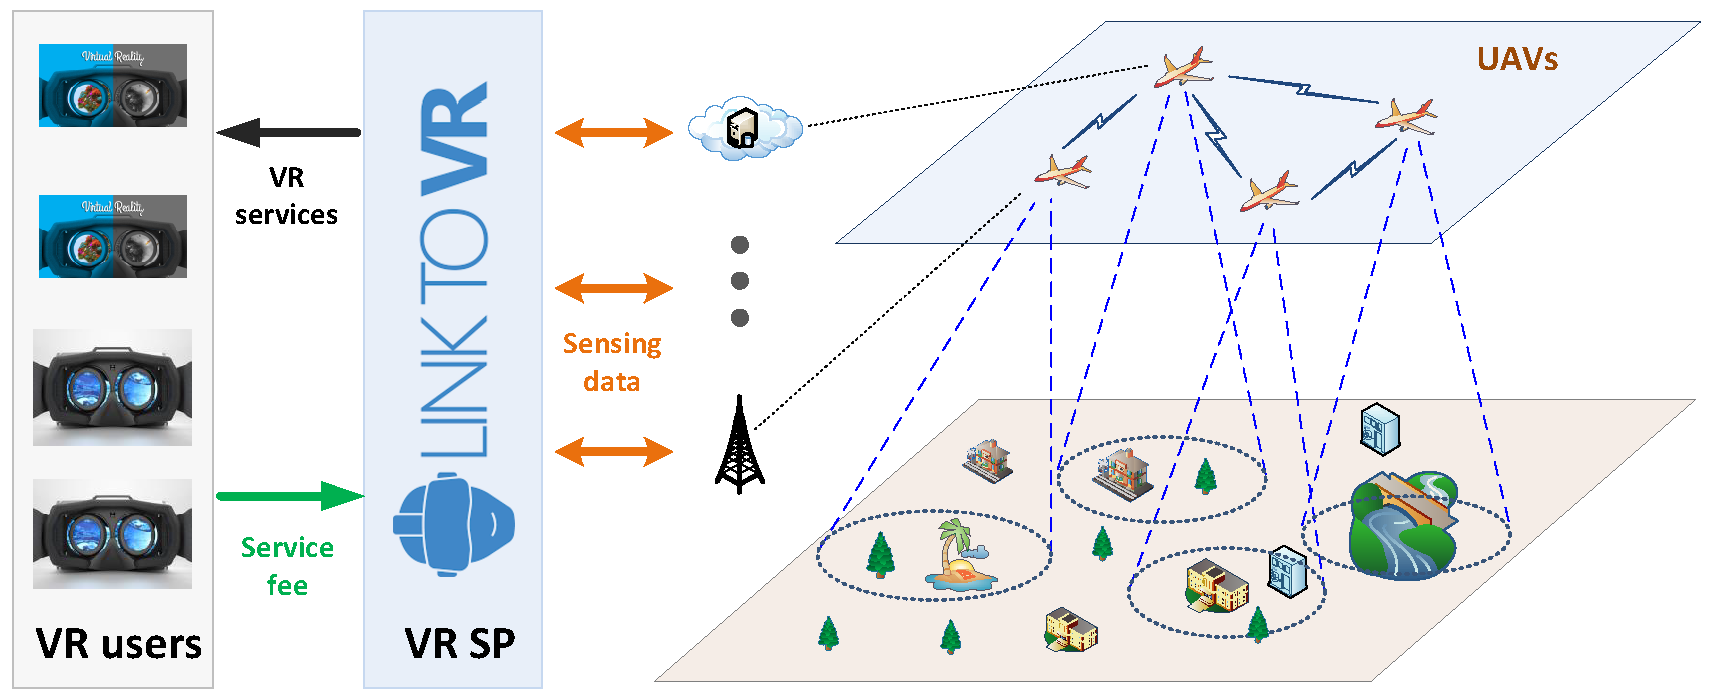 Virtual Reality
Virtual Reality
VR users
VR
services
Service
fee
LINK TO VR
VR SP
Sensing
data
UAVs